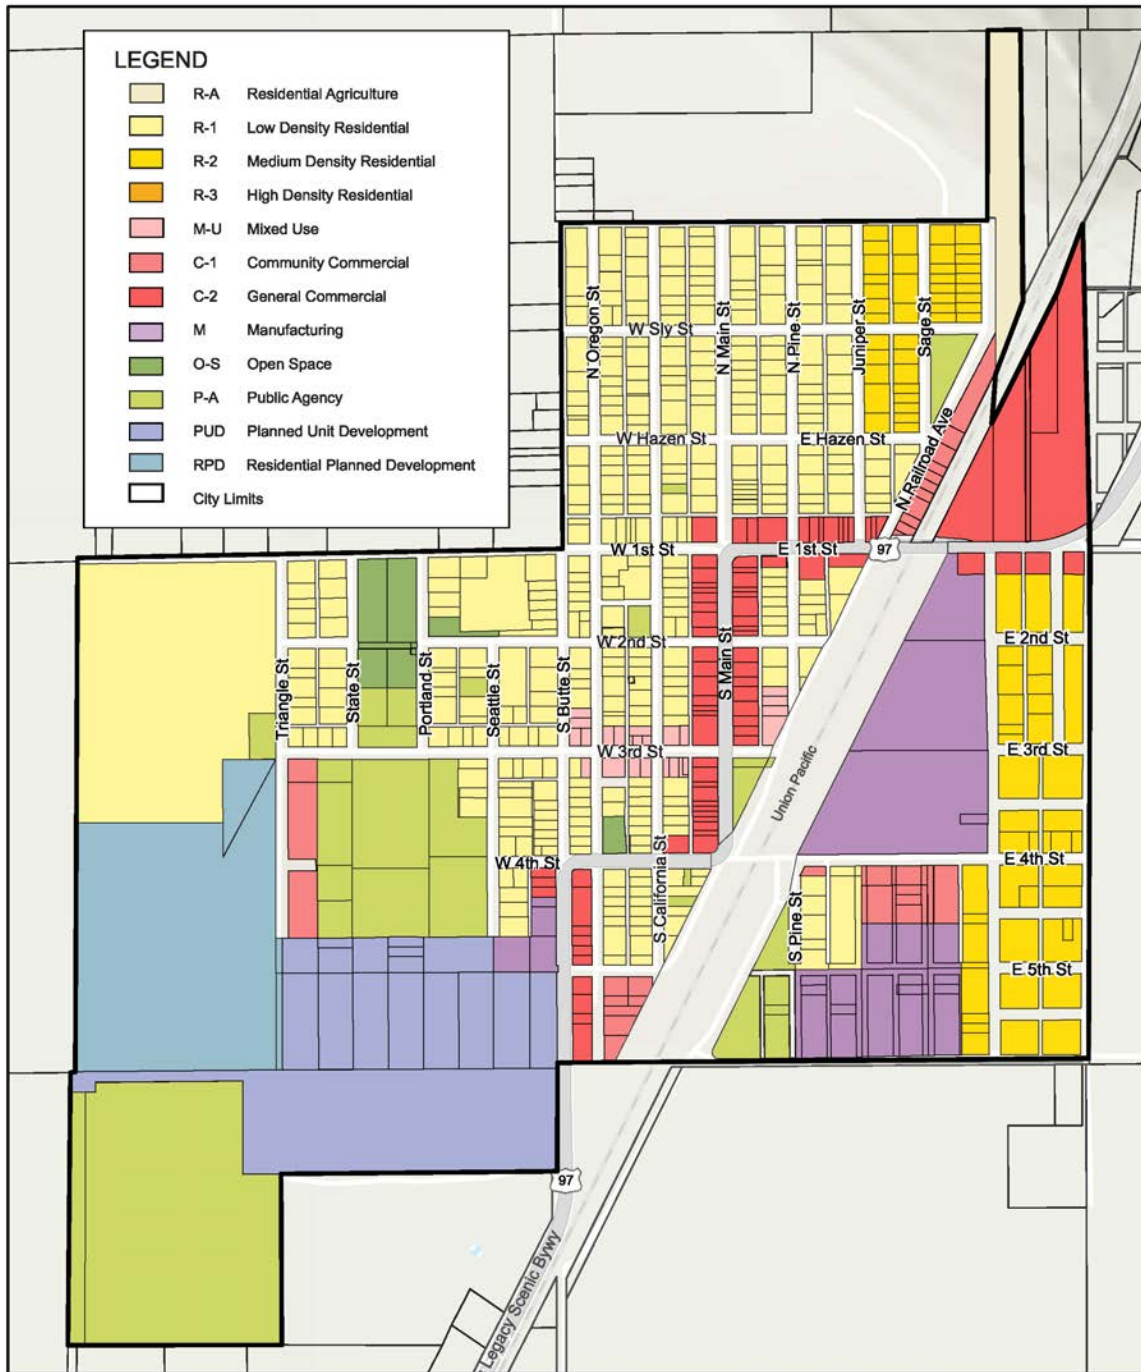 LEGEND
R-A Residential Agriculture
R-1 Low Density Residential
R-2 Medium Density Residential
R-3 High Density Residential
M-U Mixed Use
C-1 Community Commercial
C-2 General Commercial
M Manufacturing
O-S Open Space
P-A Public Agency
PUD Planned Unit Development
RPD Residential Planned Development
City Limits
N Oregon St
W Sly St
N Main St
N Pine St
Juniper St
Sage St
W Hazen St
E Hazen St
N Railroad Ave
W 1st St
E 1st St
97
W 2nd St
E 2nd St
Triangle St
State St
Portland St
Seattle St
S Butte St
S Main St
W 3rd St
E 3rd St
Union Pacific
W 4th St
S California St
E 4th St
S Pine St
E 5th St
97
Legacy Scenic Bywy